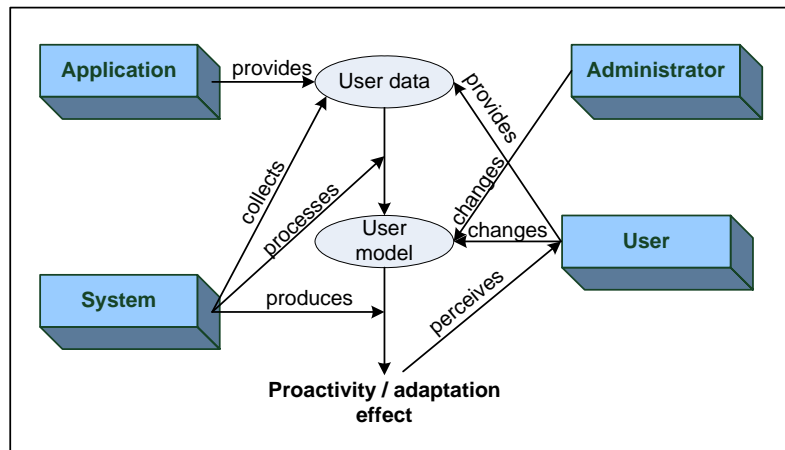 Application
provides
User data
provides
Administrator
collects
processes
changes
User
model
changes
User
System
produces
perceives
Proactivity / adaptation
effect